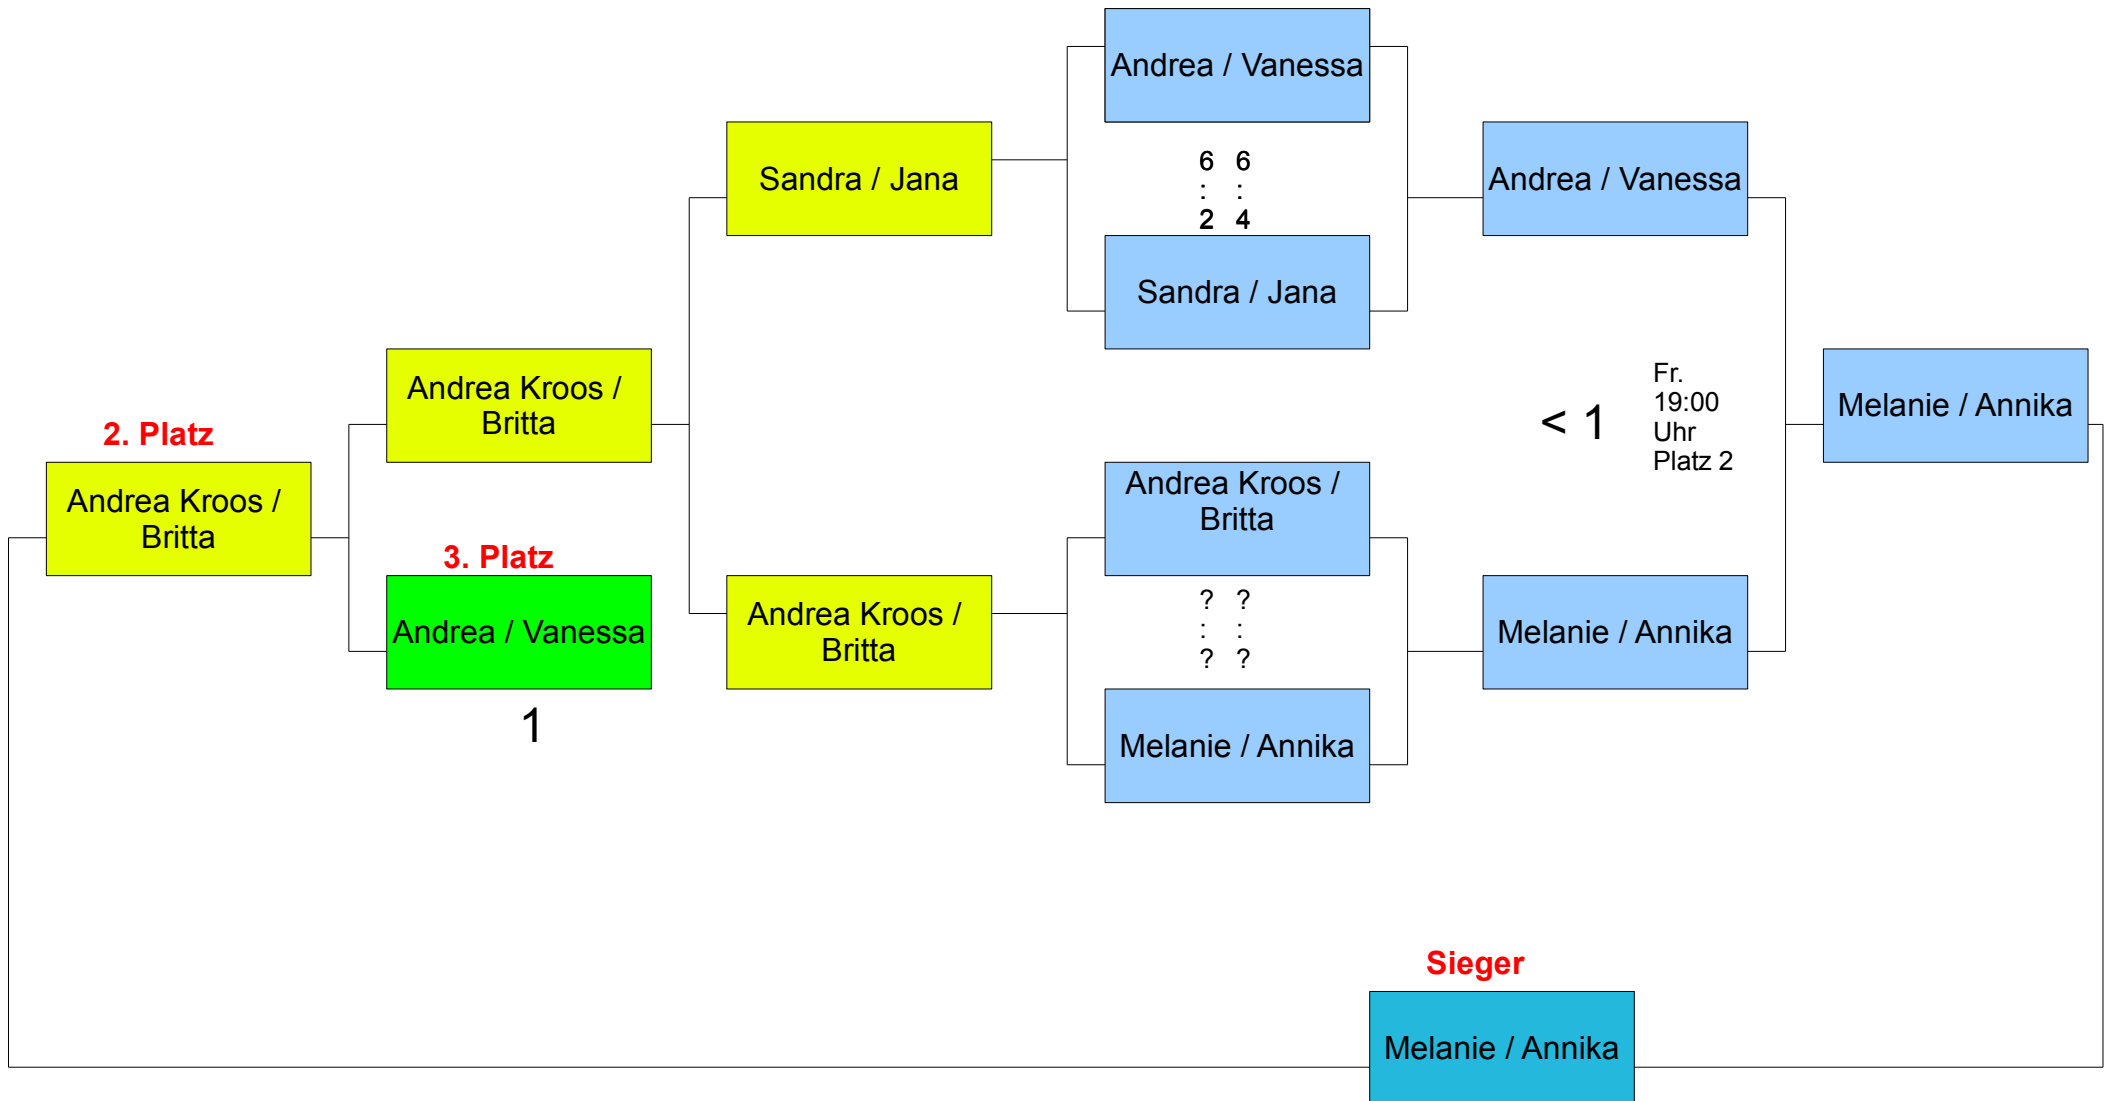 Andrea / Vanessa
Sandra / Jana
6 6
: :
2 4
Andrea / Vanessa
Sandra / Jana
Andrea Kroos /
Britta
Fr.
19:00
Uhr
Platz 2
< 1
Melanie / Annika
2. Platz
Andrea Kroos /
Britta
Andrea Kroos /
Britta
3. Platz
Andrea / Vanessa
1
Andrea Kroos /
Britta
? ?
: :
? ?
Melanie / Annika
Melanie / Annika
Sieger
Melanie / Annika